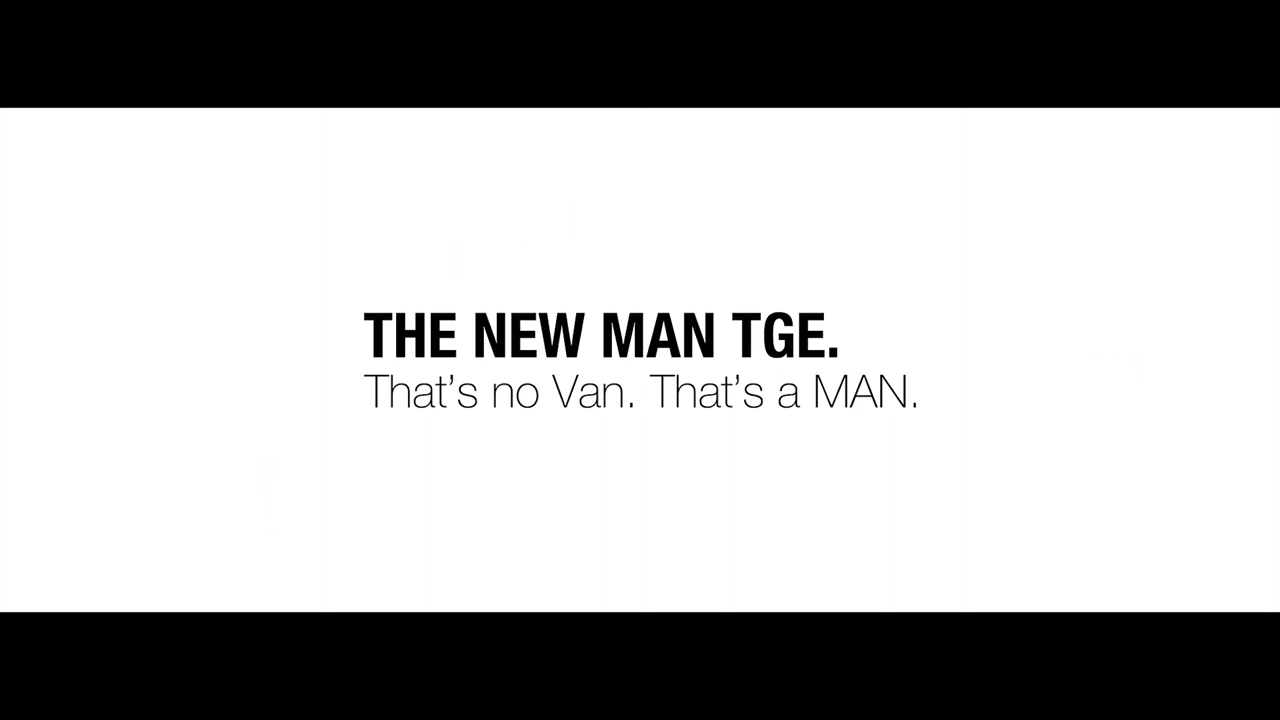 THE NEW MAN TGE.
That’s no Van. That’s a MAN.